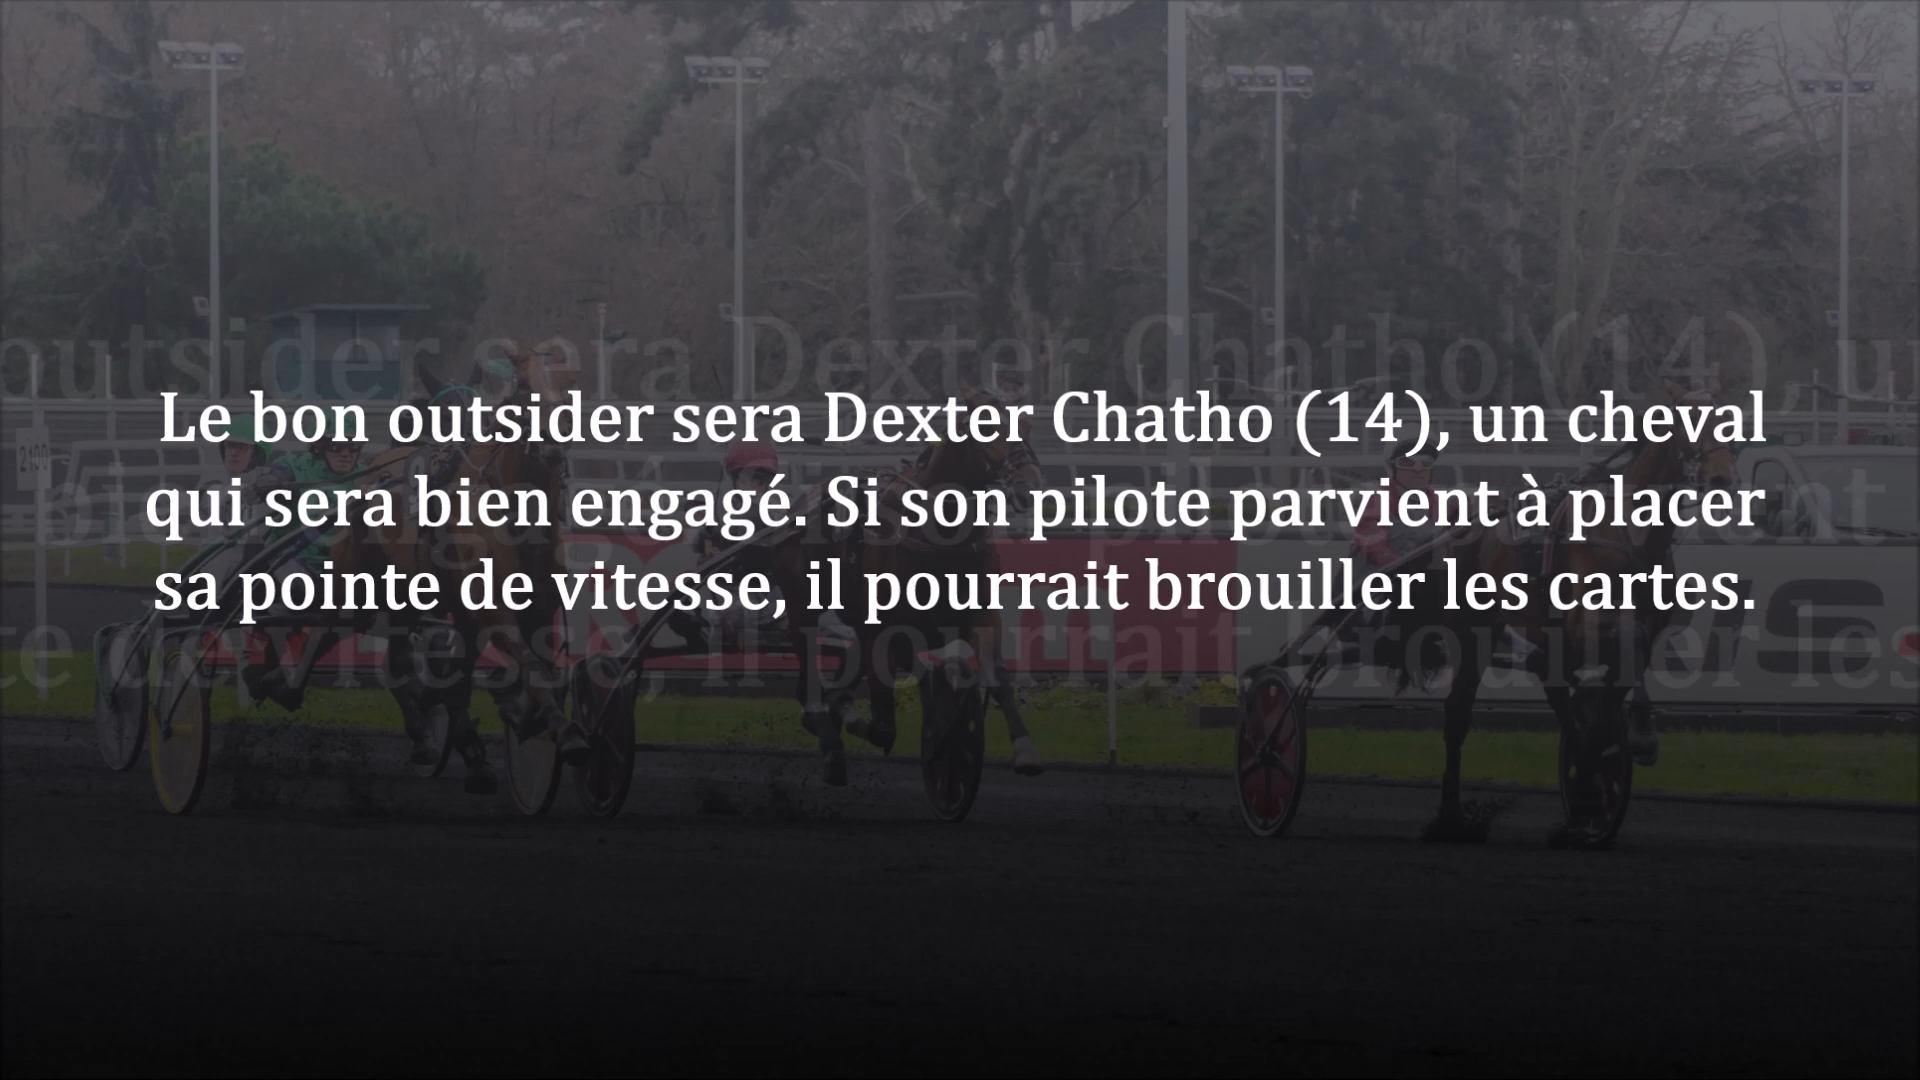 Le bon outsider sera Dexter Chatho (14), un cheval
qui sera bien engagé. Si son pilote parvient à placer
sa pointe de vitesse, il pourrait brouiller les cartes.
2100